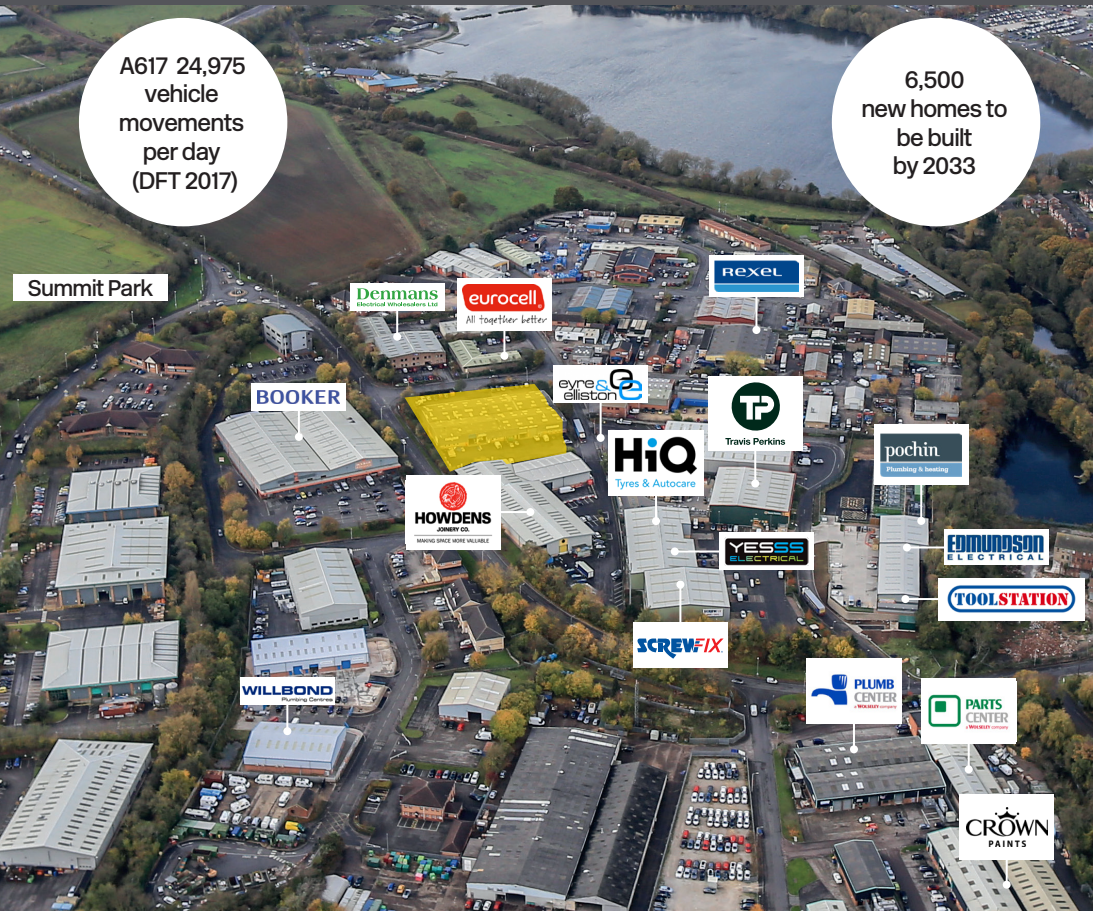 A617 24,975
vehicle
movements
per day
(DFT 2017)
6,500
new homes to
be built
by 2033
Summit Park
Denmans
Electrical Wholesalers Ltd
eurocell
All together better
REXEL
BOOKER
eyre&
elliston
TP
Travis Perkins
HiQ
Tyres & Autocare
pochin
Plumbing & heating
HOWDENS
JOINERY CO.
MAKING SPACE MORE VALUABLE
YESSS
ELECTRICAL
EDMUNDSON
ELECTRICAL
TOOLSTATION
SCREWFIX
WILLBOND
Plumbing Centres
PLUMB
CENTER
a WOLSELEY company
PARTS
CENTER
a WOLSELEY company
CROWN
PAINTS